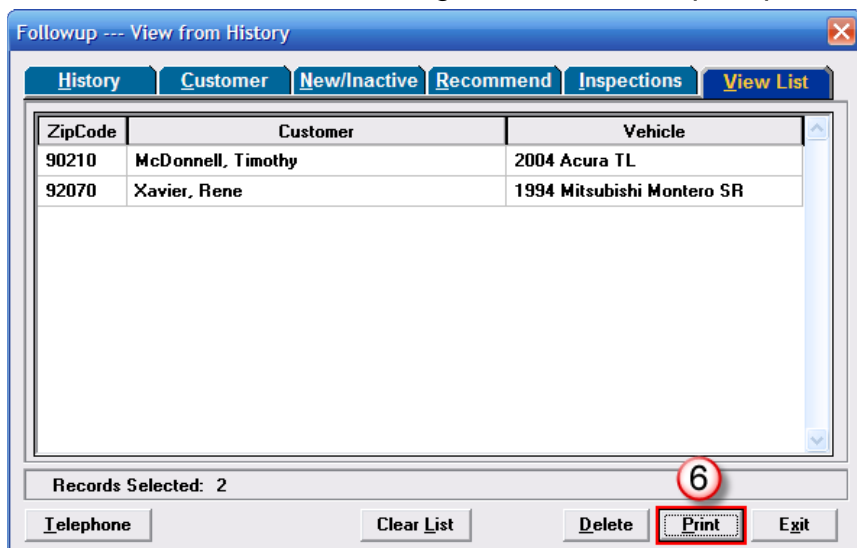 Followup --- View from History
History Customer New/Inactive Recommend Inspections View List
ZipCode Customer Vehicle
90210 McDonnell, Timothy 2004 Acura TL
92070 Xavier, Rene 1994 Mitsubishi Montero SR
Records Selected: 2
6
Telephone Clear List Delete Print Exit